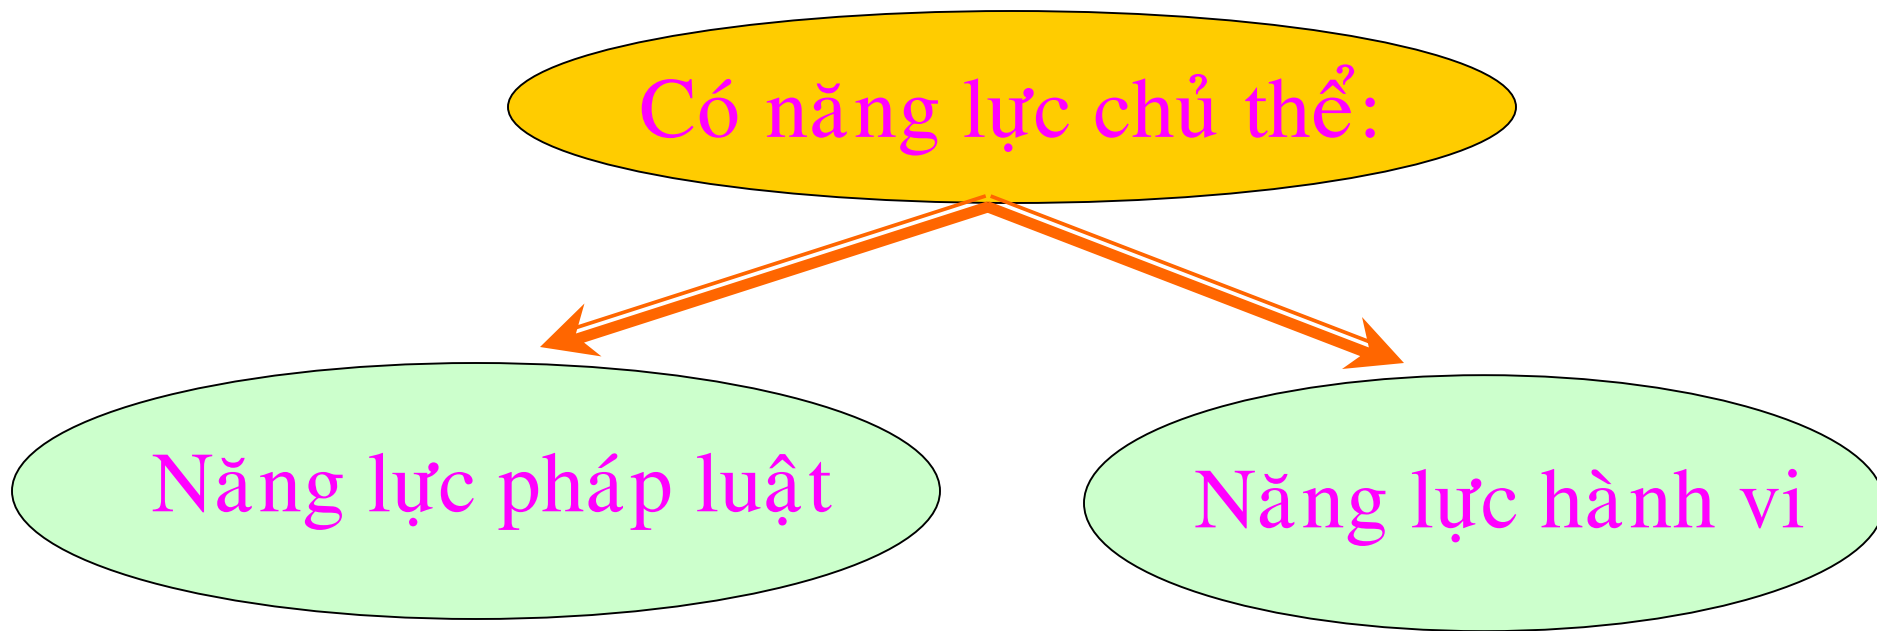 Có năng lực chủ thể:
Năng lực pháp luật
Năng lực hành vi